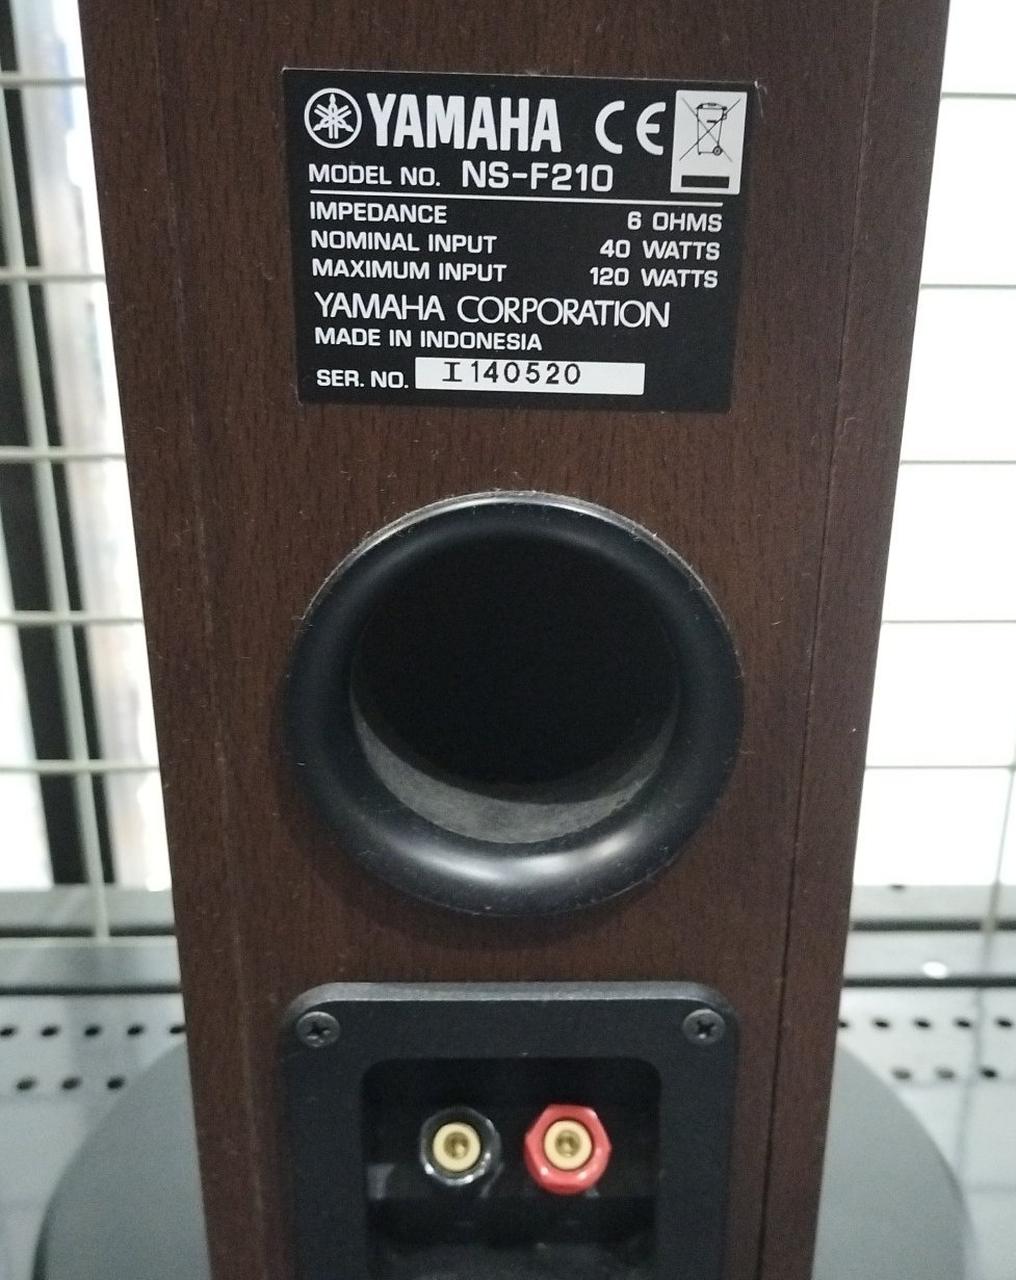 YAMAHA CE
MODEL NO. NS-F210
IMPEDANCE 6 OHMS
NOMINAL INPUT 40 WATTS
MAXIMUM INPUT 120 WATTS
YAMAHA CORPORATION
MADE IN INDONESIA
SER. NO. I140520